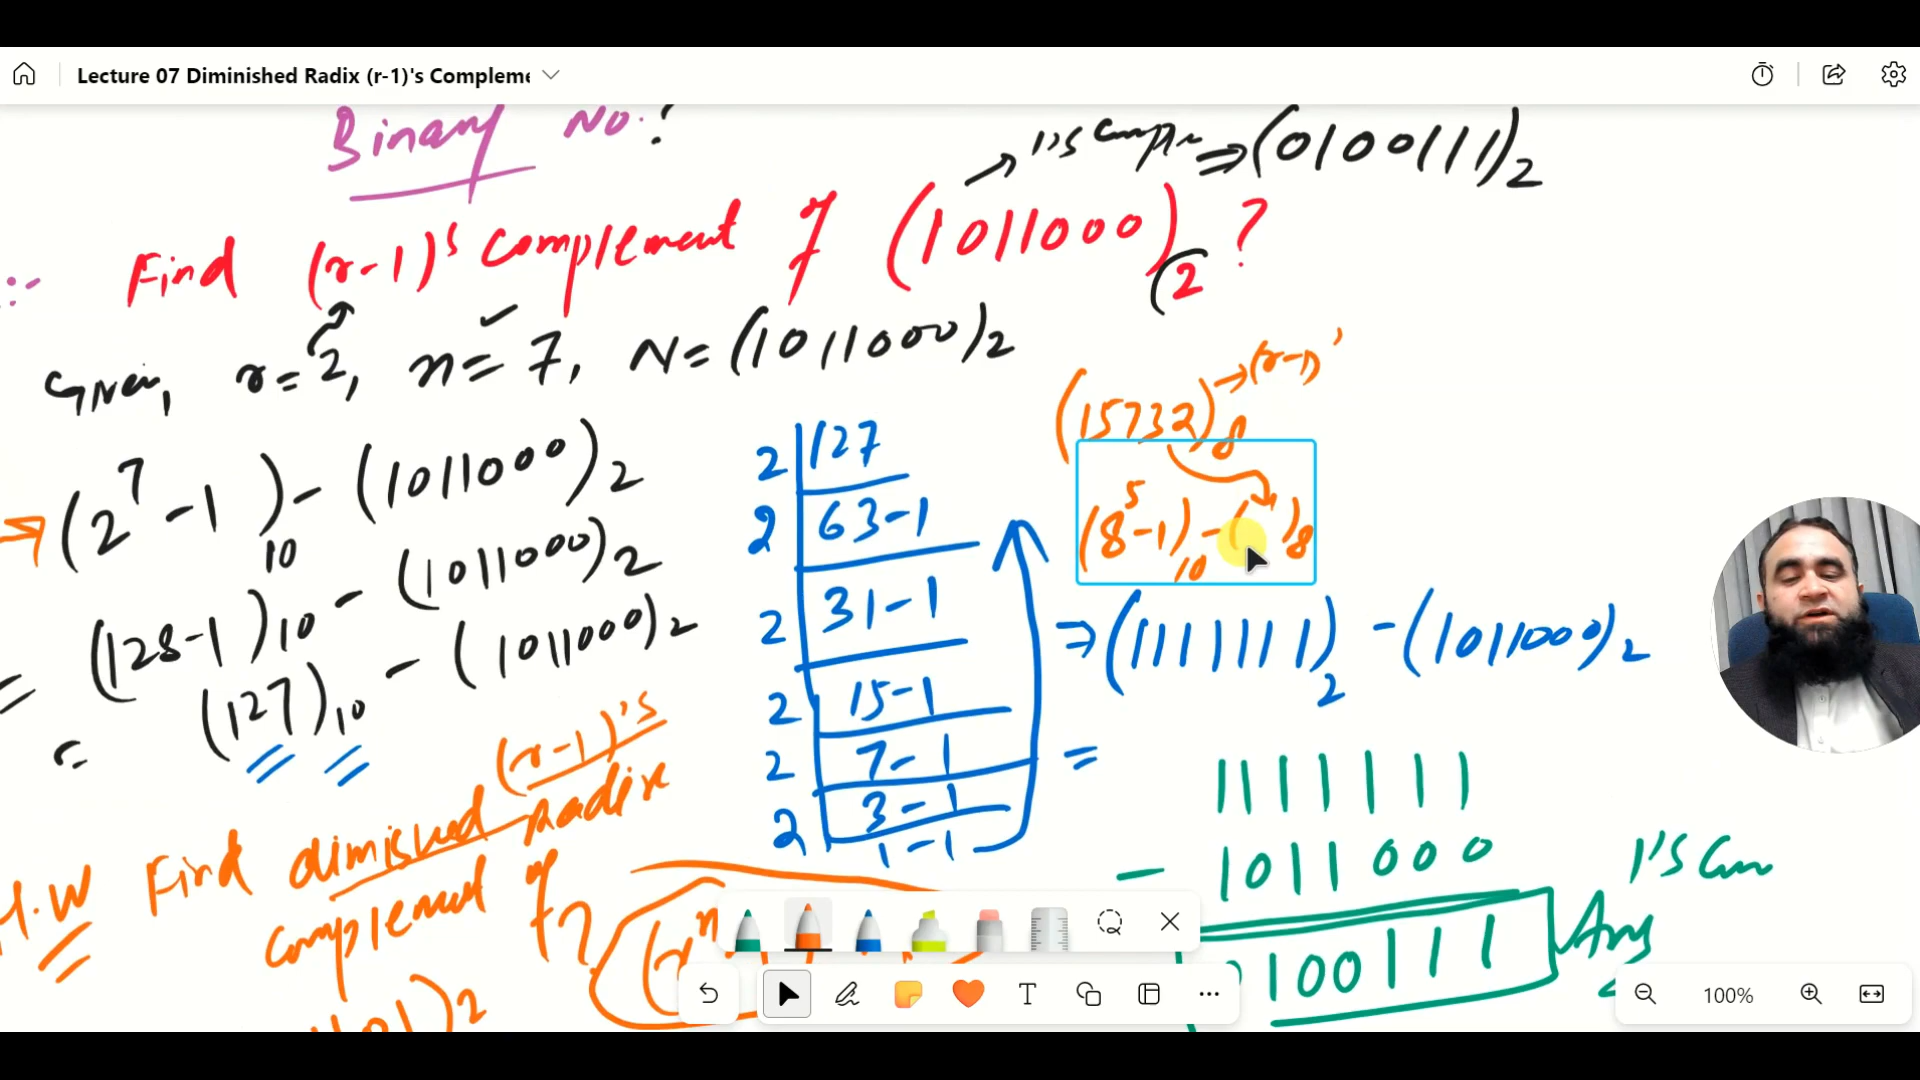 Lecture 07 Diminished Radix (r-1)'s Compleme
Binary No.?
1's Comple ⇒ (0100111)2
Find (r-1)'s Complement of (1011000)2 ?
Given, r = 2, n = 7, N = (1011000)2
(2^7 - 1)10 - (1011000)2
= (128-1)10 - (1011000)2
= (127)10 - (1011000)2
2 127
2 63-1
2 31-1
2 15-1
2 7-1
2 3-1
1-1
(15732)8 → (r-1)'
(8^5-1)10 - ( )8
⇒ (1111111)2 - (1011000)2
=
1111111
- 1011000
0100111
1's Com
Ans
H.W Find dimished radix
(r-1)'s
complement of
101)2
(r^n
T
100%